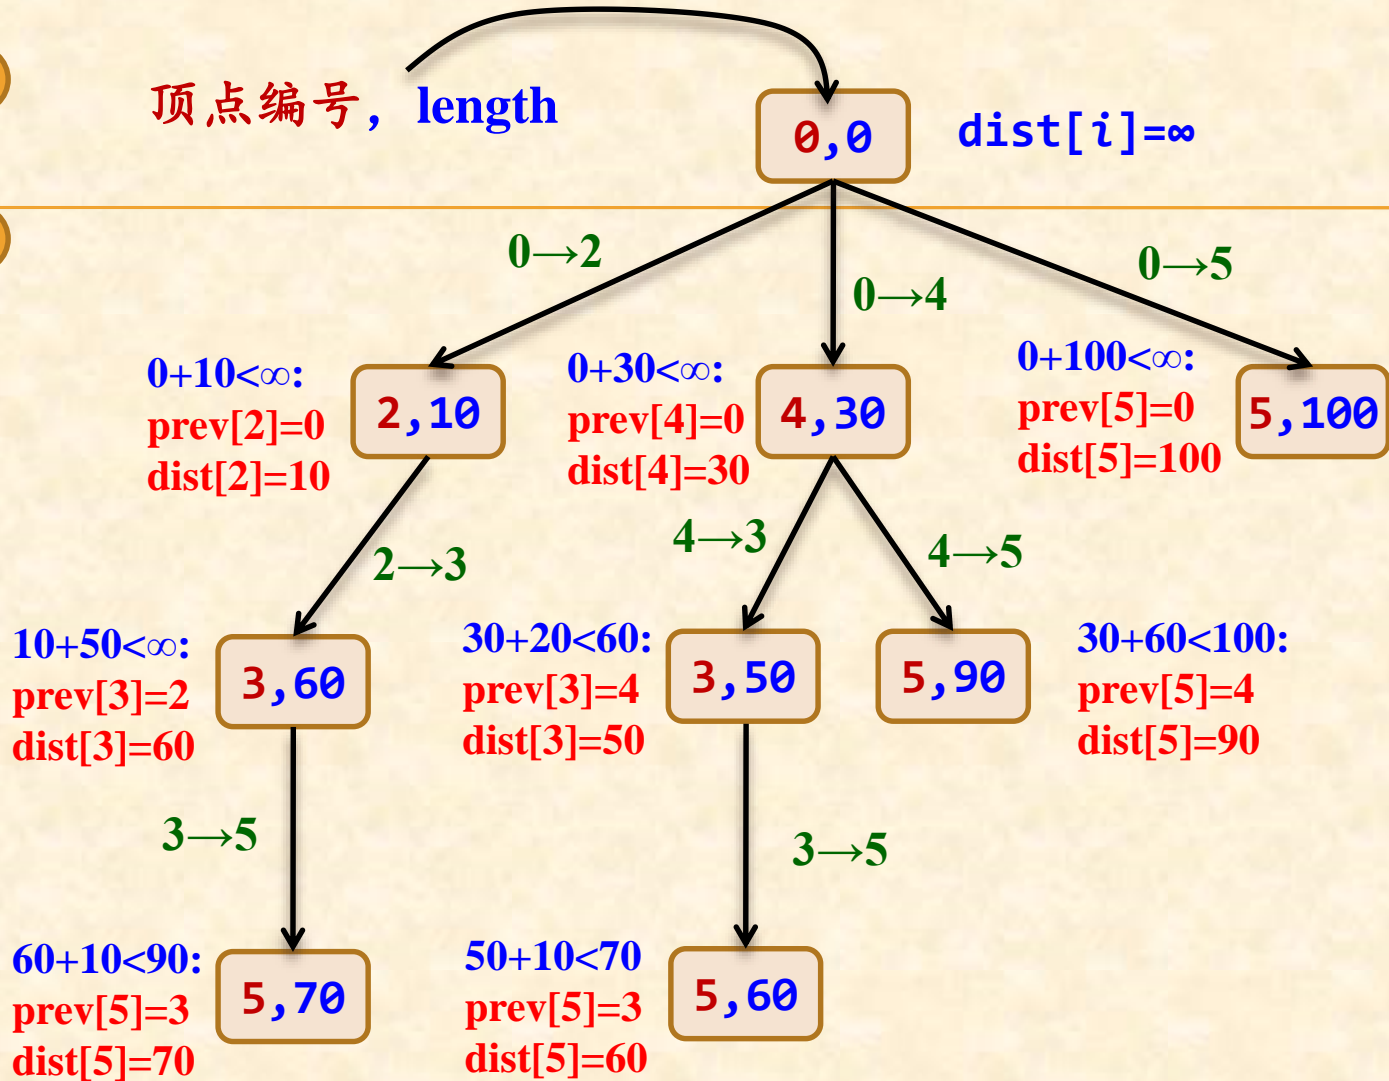 顶点编号, length
0,0
dist[i]=∞
0→2
0→4
0→5
0+10<∞:
prev[2]=0
dist[2]=10
2,10
0+30<∞:
prev[4]=0
dist[4]=30
4,30
0+100<∞:
prev[5]=0
dist[5]=100
5,100
2→3
4→3
4→5
10+50<∞:
prev[3]=2
dist[3]=60
3,60
30+20<60:
prev[3]=4
dist[3]=50
3,50
5,90
30+60<100:
prev[5]=4
dist[5]=90
3→5
3→5
60+10<90:
prev[5]=3
dist[5]=70
5,70
50+10<70
prev[5]=3
dist[5]=60
5,60